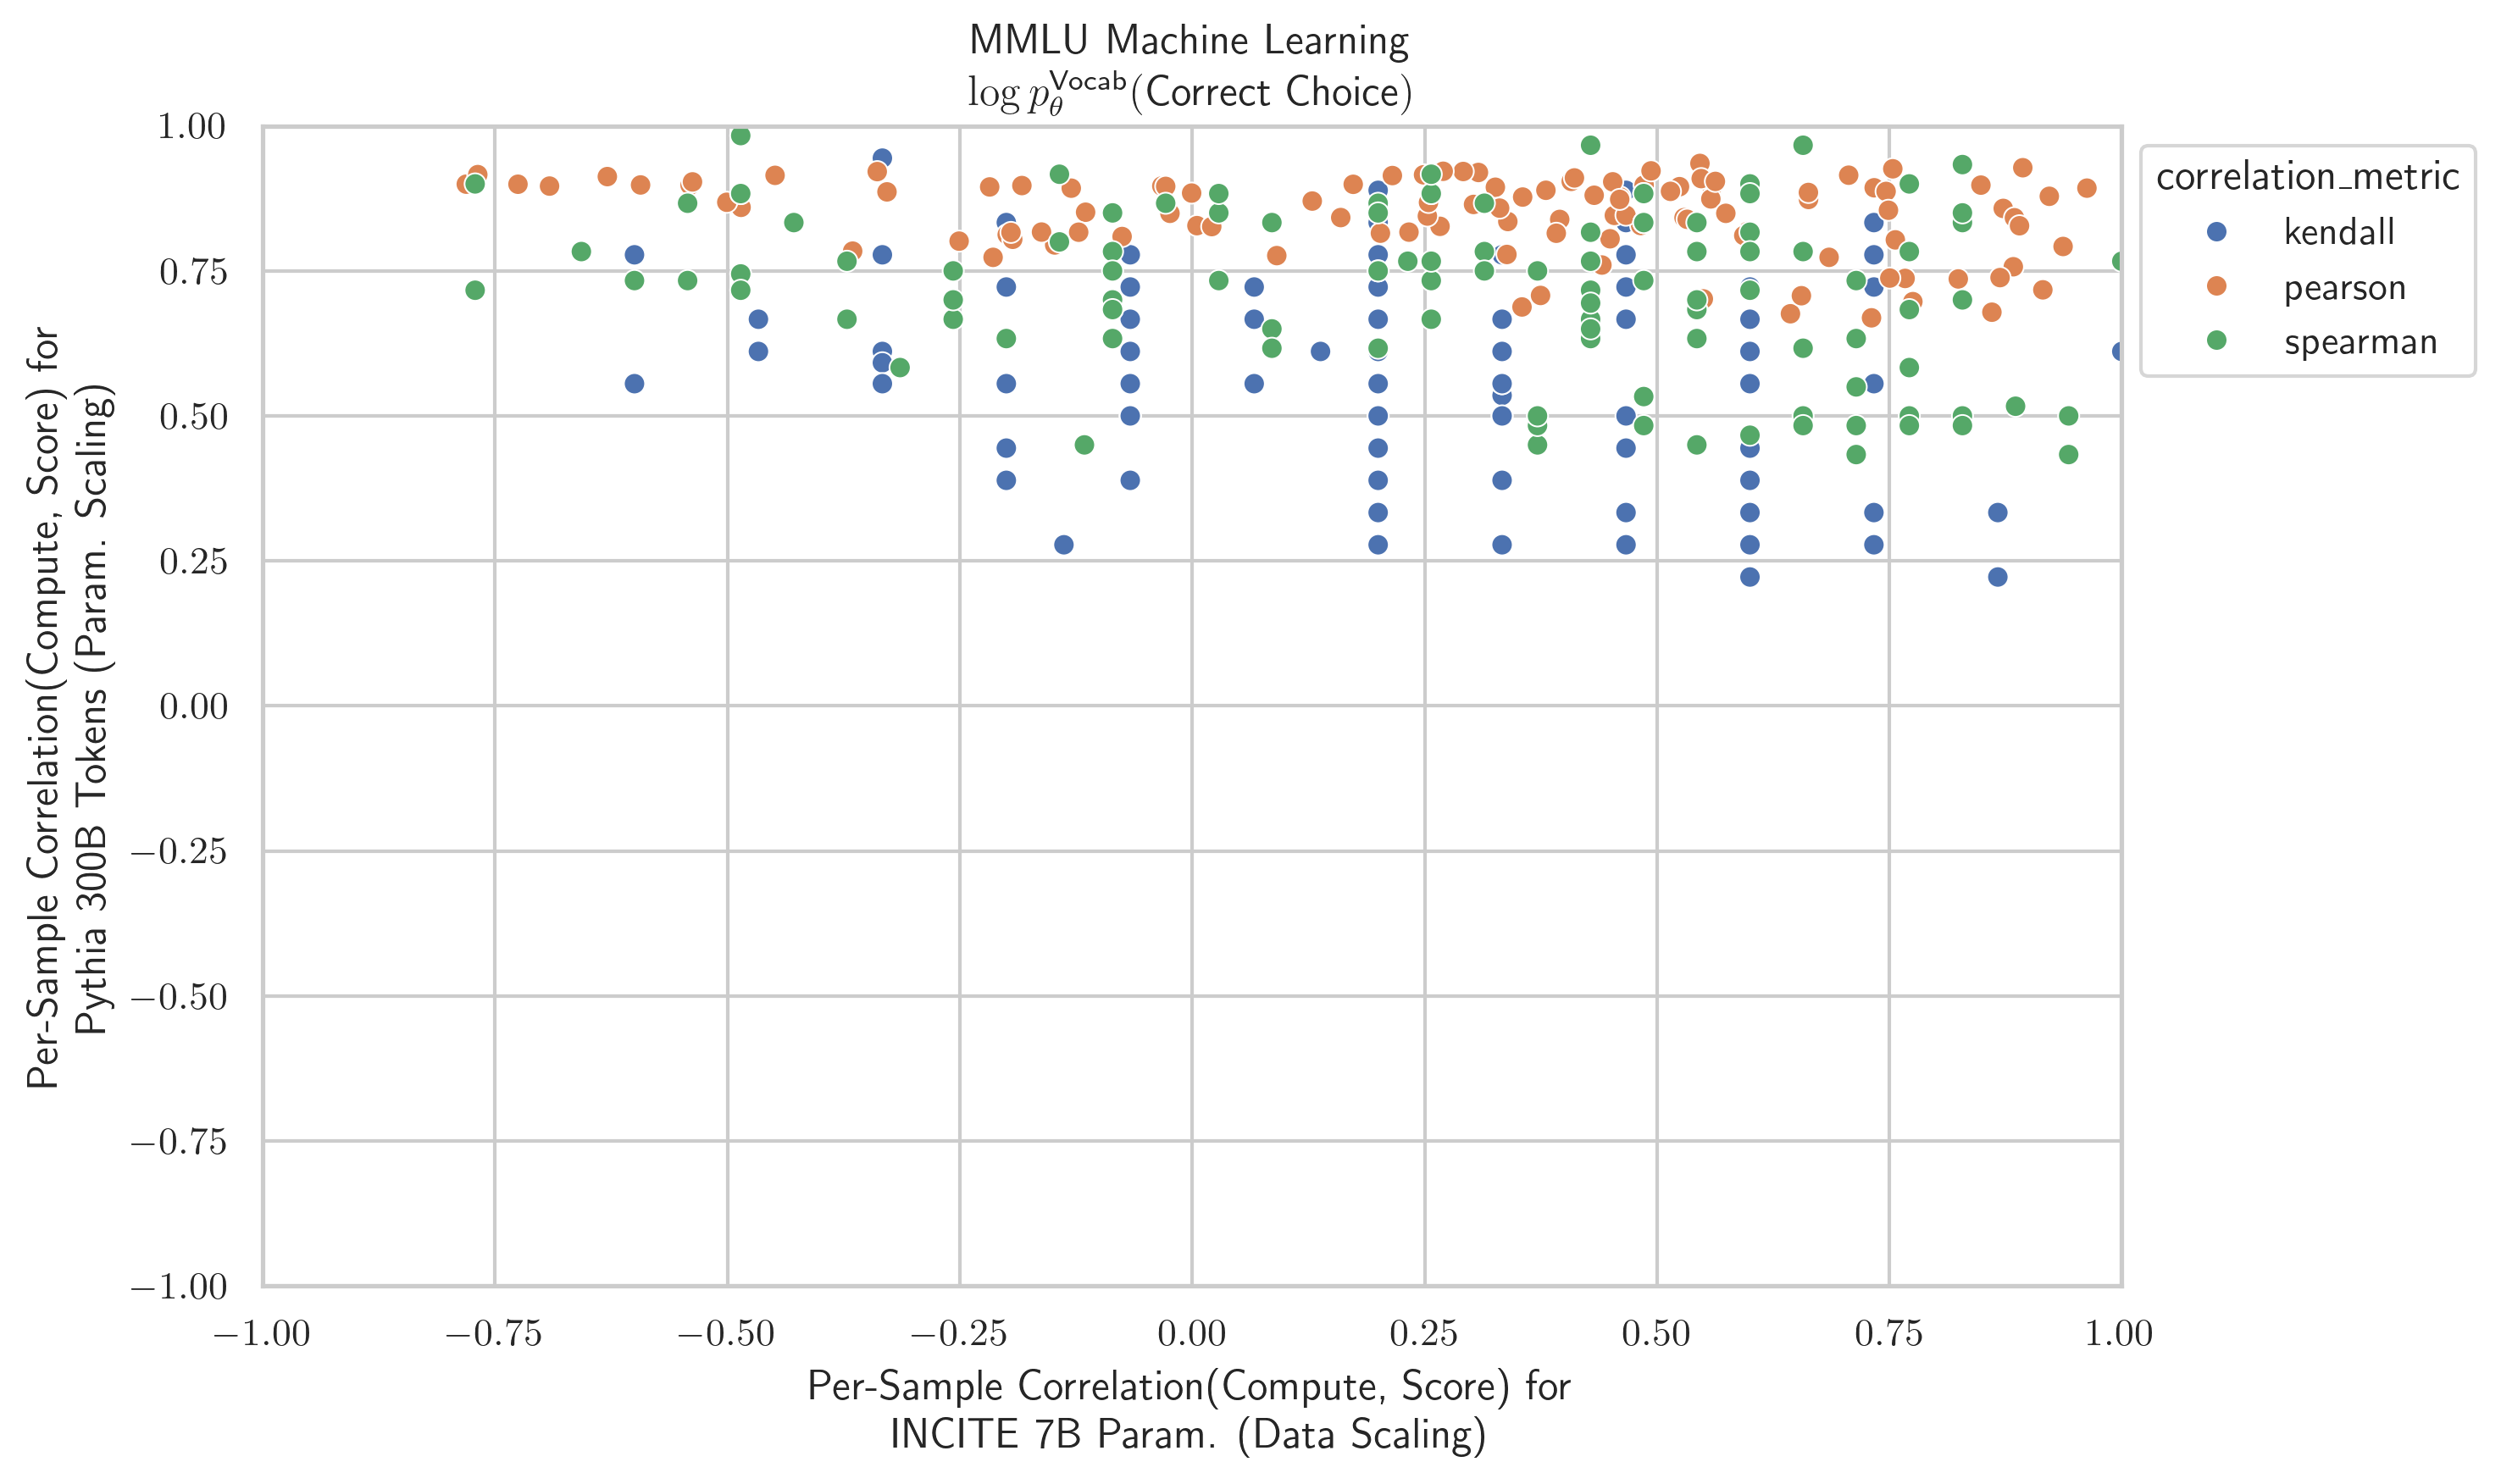 MMLU Machine Learning
log p_θ^Vocab(Correct Choice)
1.00
0.75
0.50
0.25
0.00
−0.25
−0.50
−0.75
−1.00
Per-Sample Correlation(Compute, Score) for
Pythia 300B Tokens (Param. Scaling)
correlation_metric
kendall
pearson
spearman
−1.00 −0.75 −0.50 −0.25 0.00 0.25 0.50 0.75 1.00
Per-Sample Correlation(Compute, Score) for
INCITE 7B Param. (Data Scaling)